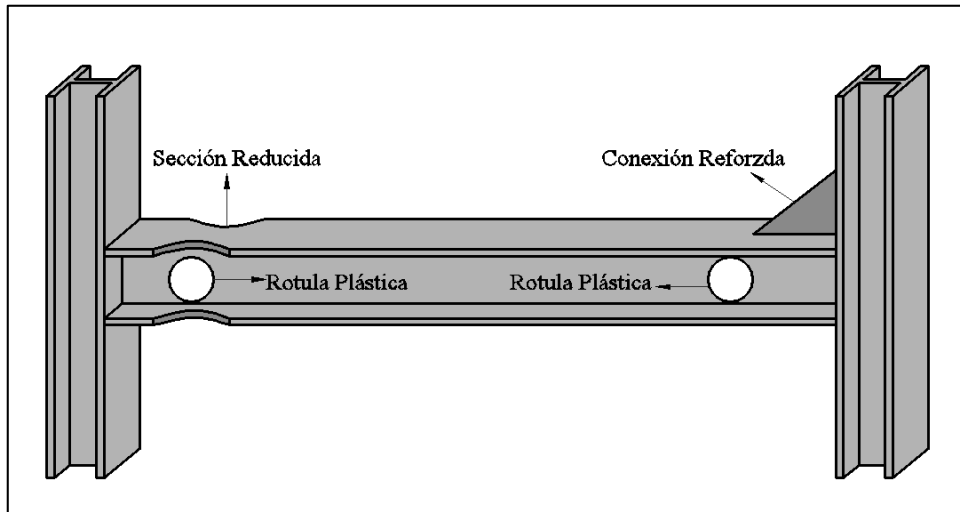 Sección Reducida
Conexión Reforzda
Rotula Plástica
Rotula Plástica